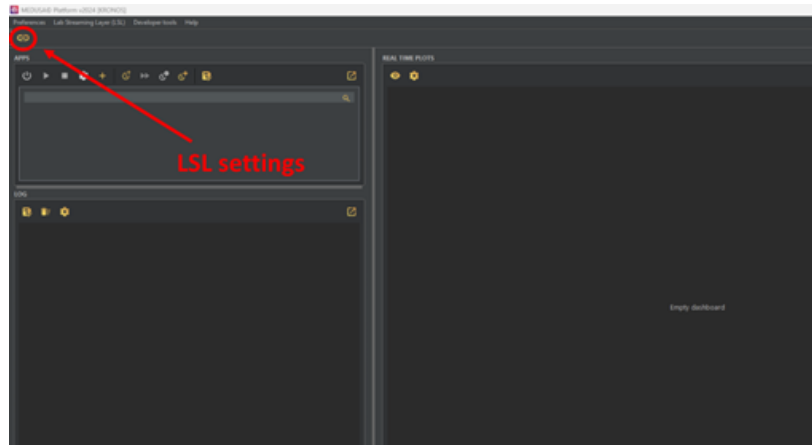 MEDUSA© Platform v2024 [KRONOS]
Preferences Lab Streaming Layer (LSL) Developer tools Help
APPS
LSL settings
LOG
REAL TIME PLOTS
Empty dashboard